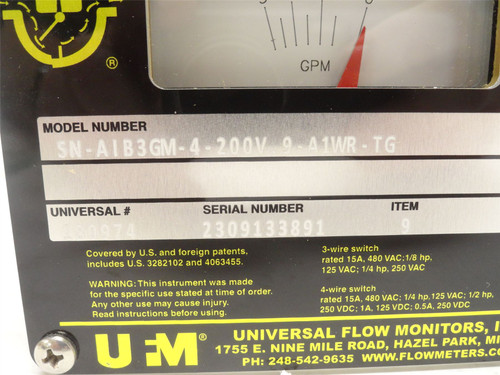 ®
GPM
MODEL NUMBER
SN-AIB3GM-4-200V 9-A1WR-TG
UNIVERSAL # SERIAL NUMBER ITEM
2309133891 9
Covered by U.S. and foreign patents,
includes U.S. 3282102 and 4063455.
WARNING: This instrument was made
for the specific use stated at time of order.
Any other use may cause injury.
Read instructions before using.
3-wire switch
rated 15A, 480 VAC;1/8 hp,
125 VAC; 1/4 hp, 250 VAC
4-wire switch
rated 15A, 480 VAC; 1/4 hp,125 VAC; 1/2 hp,
250 VAC; 1A, 125 VDC; 0.5A, 250 VDC
UFM®
UNIVERSAL FLOW MONITORS, I
1755 E. NINE MILE ROAD, HAZEL PARK, MI
PH: 248-542-9635 WWW.FLOWMETERS.C